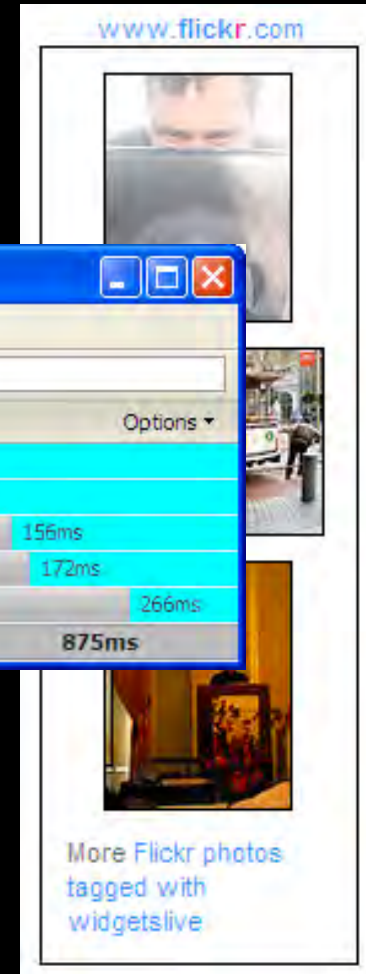 www.flickr.com
Options
156ms
172ms
266ms
875ms
More Flickr photos
tagged with
widgetslive